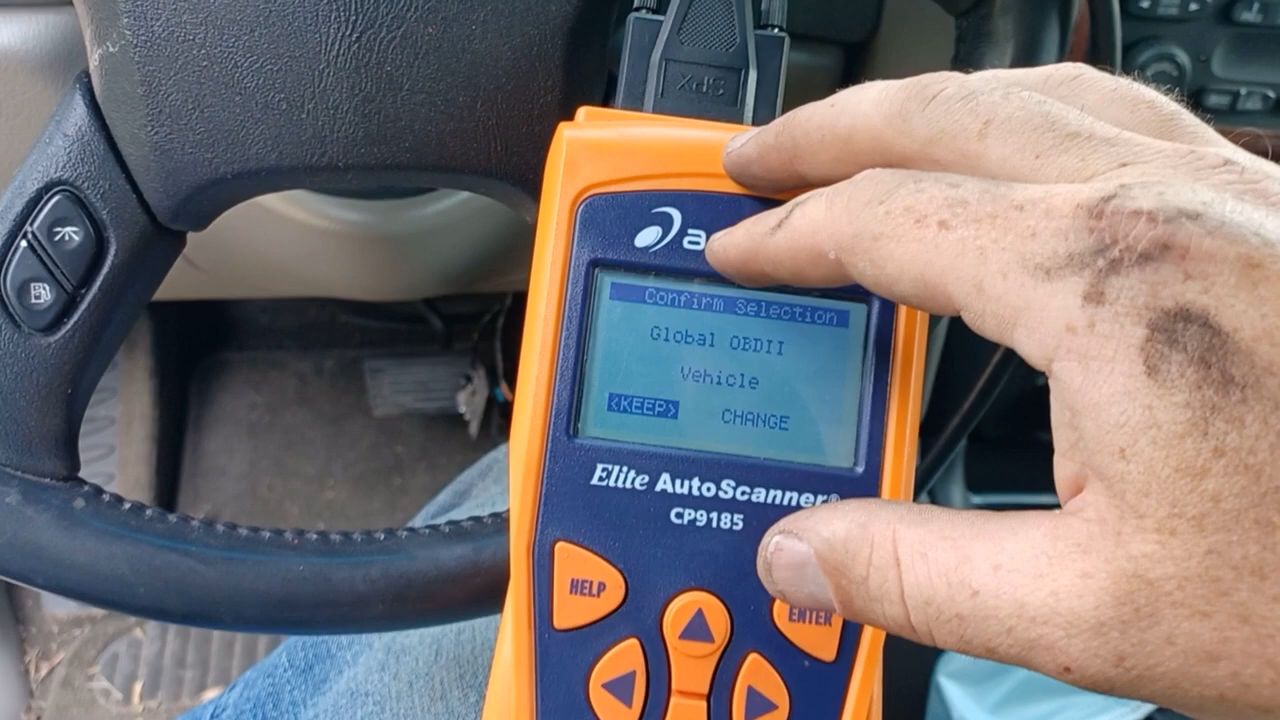 SPX
a
Confirm Selection
Global OBDII
Vehicle
<KEEP> CHANGE
Elite AutoScanner®
CP9185
HELP
ENTER